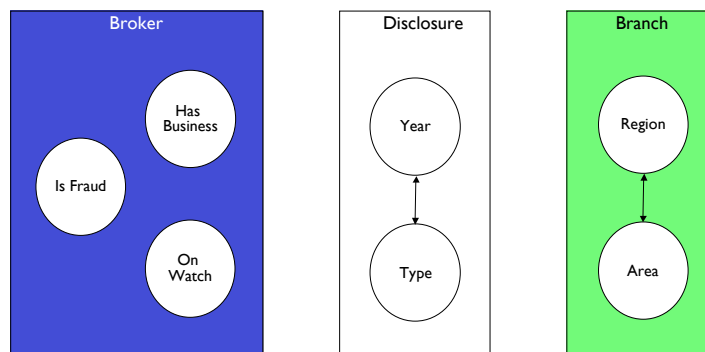 Broker
Has
Business
Is Fraud
On
Watch
Disclosure
Year
Type
Branch
Region
Area